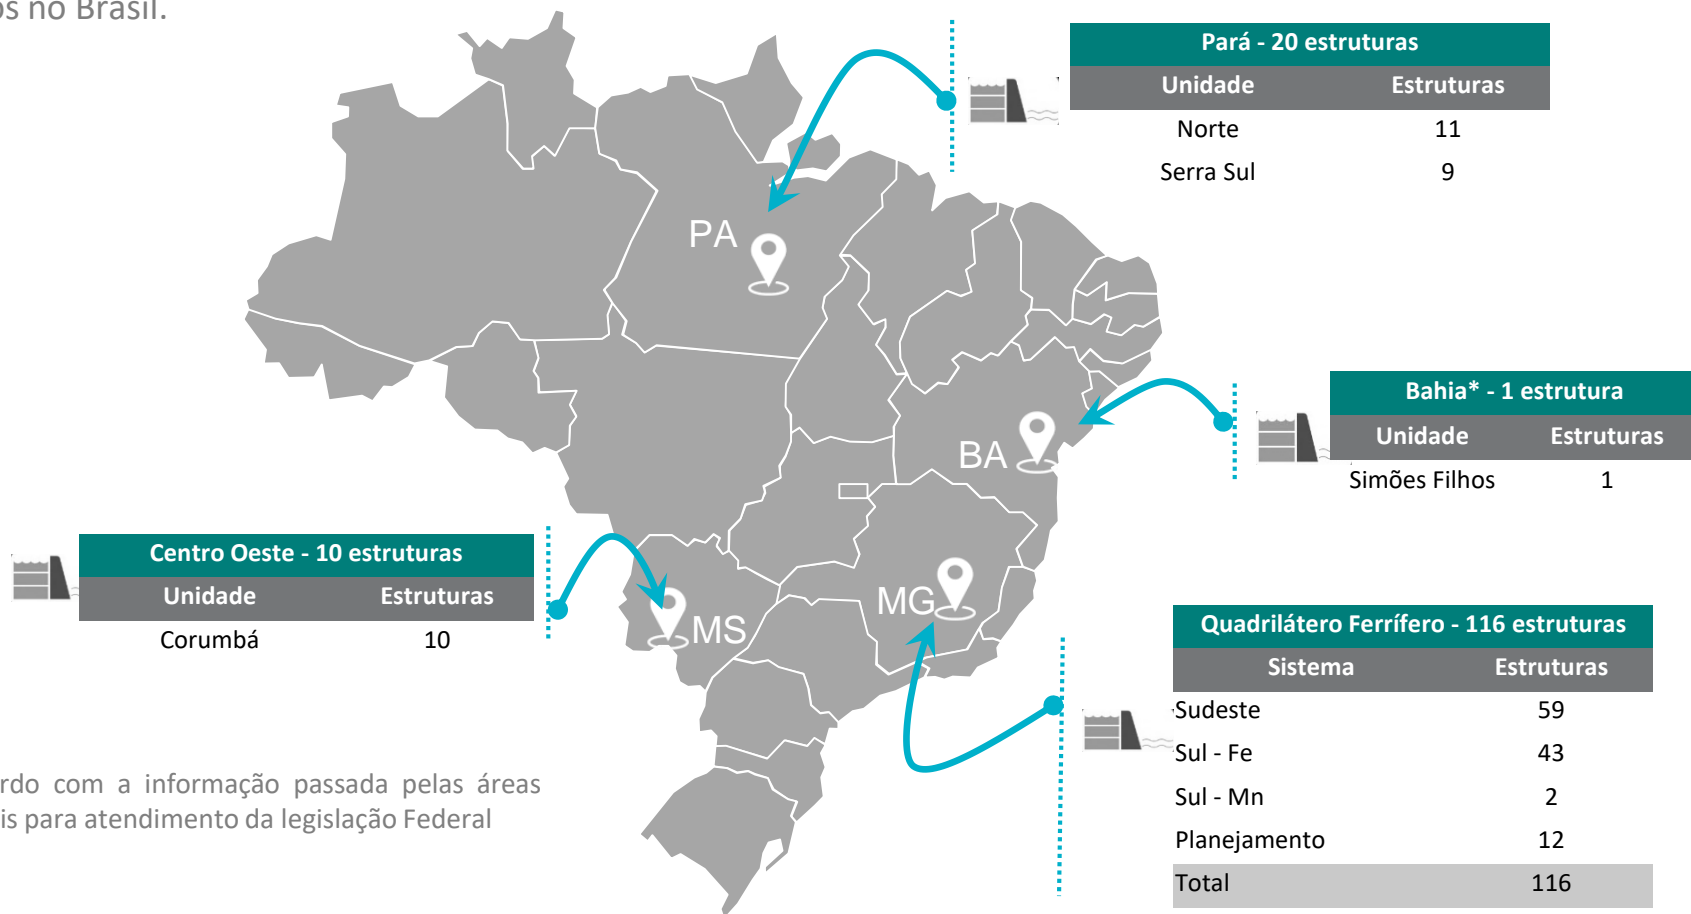 os no Brasil.
Pará - 20 estruturas
Unidade Estruturas
Norte 11
Serra Sul 9
PA
Bahia* - 1 estrutura
Unidade Estruturas
Simões Filhos 1
BA
Centro Oeste - 10 estruturas
Unidade Estruturas
Corumbá 10
MS
MG
Quadrilátero Ferrífero - 116 estruturas
Sistema Estruturas
Sudeste 59
Sul - Fe 43
Sul - Mn 2
Planejamento 12
Total 116
rdo com a informação passada pelas áreas
is para atendimento da legislação Federal